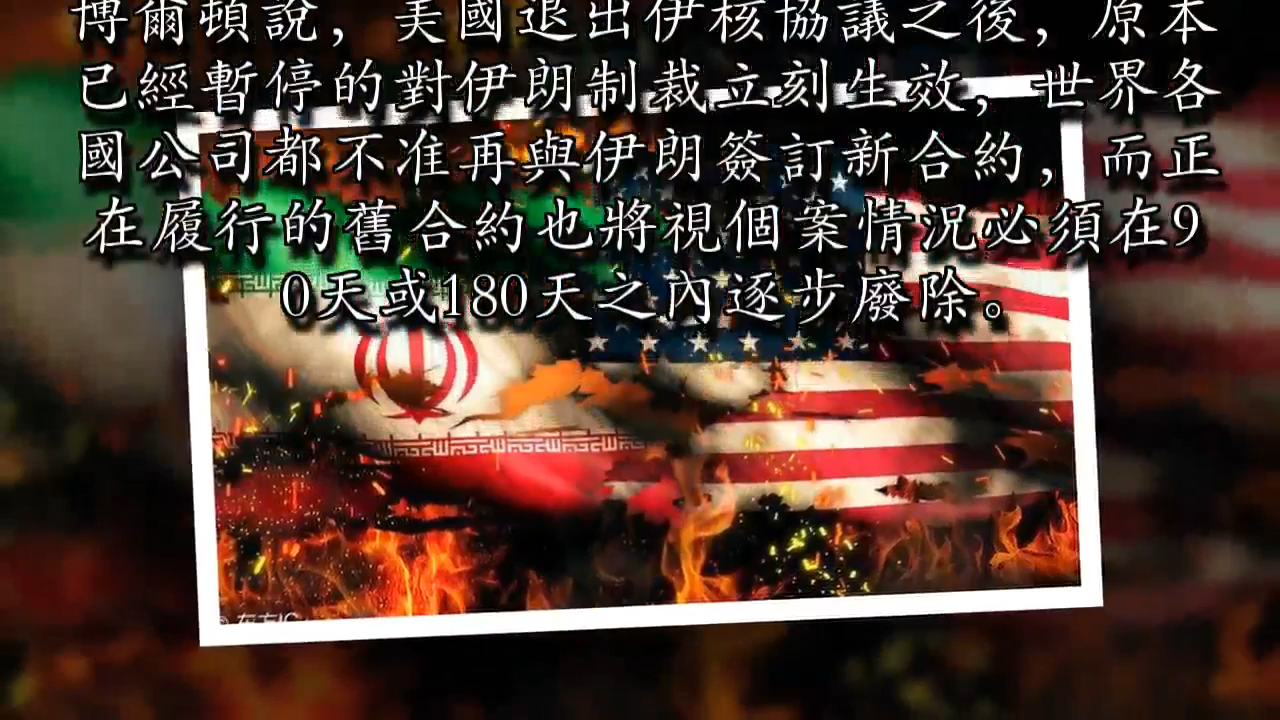 博爾頓說，美國退出伊核協議之後，原本
已經暫停的對伊朗制裁立刻生效，世界各
國公司都不准再與伊朗簽訂新合約，而正
在履行的舊合約也將視個案情況必須在9
0天或180天之內逐步廢除。